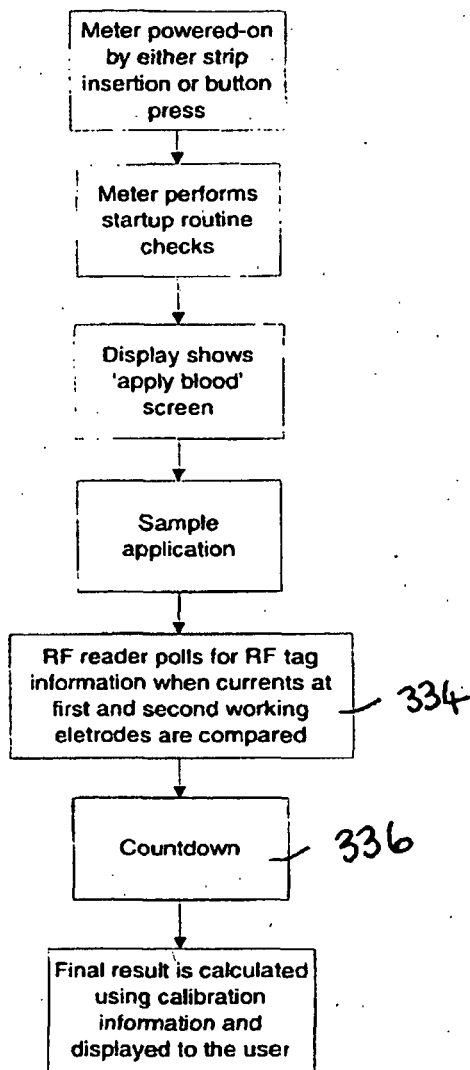 Meter powered-on
by either strip
insertion or button
press
Meter performs
startup routine
checks
Display shows
'apply blood'
screen
Sample
application
RF reader polls for RF tag
information when currents at
first and second working
eletrodes are compared
334
Countdown
336
Final result is calculated
using calibration
information and
displayed to the user